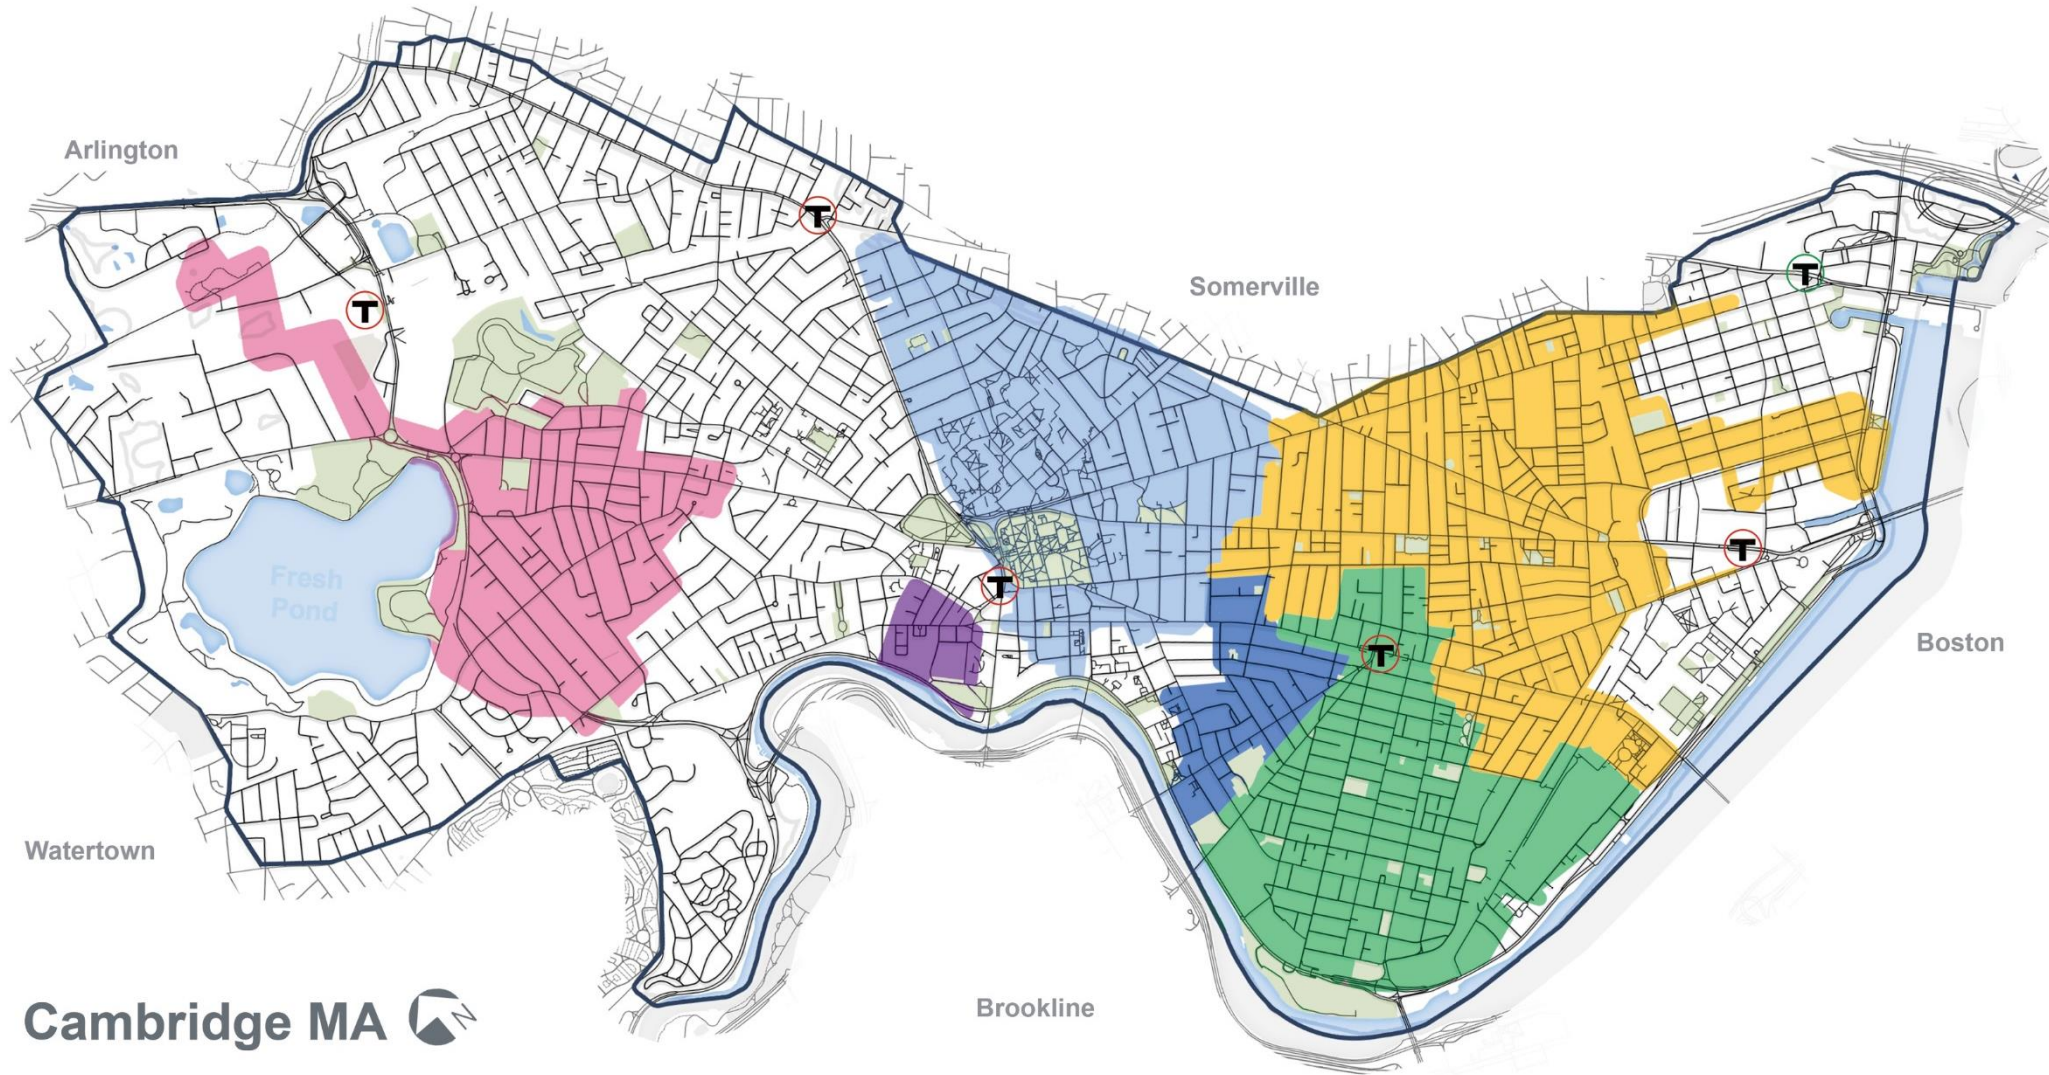 Arlington
T
T
Somerville
T
Fresh
Pond
T
T
T
Boston
Watertown
Brookline
Cambridge MA
N